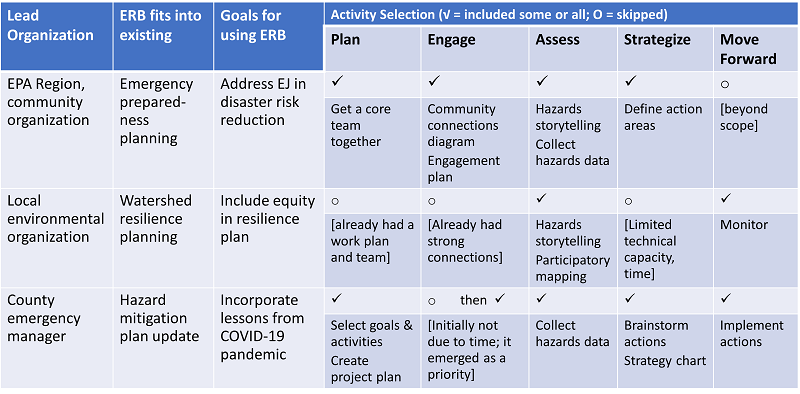 Lead Organization
ERB fits into existing
Goals for using ERB
Activity Selection (√ = included some or all; O = skipped)
Plan
Engage
Assess
Strategize
Move Forward
EPA Region, community organization
Emergency prepared-ness planning
Address EJ in disaster risk reduction
✓
✓
✓
✓
○
Get a core team together
Community connections diagram
Engagement plan
Hazards storytelling
Collect hazards data
Define action areas
[beyond scope]
Local environmental organization
Watershed resilience planning
Include equity in resilience plan
○
○
✓
○
✓
[already had a work plan and team]
[Already had strong connections]
Hazards storytelling
Participatory mapping
[Limited technical capacity, time]
Monitor
County emergency manager
Hazard mitigation plan update
Incorporate lessons from COVID-19 pandemic
✓
○ then ✓
✓
✓
✓
Select goals & activities
Create project plan
[Initially not due to time; it emerged as a priority]
Collect hazards data
Brainstorm actions
Strategy chart
Implement actions